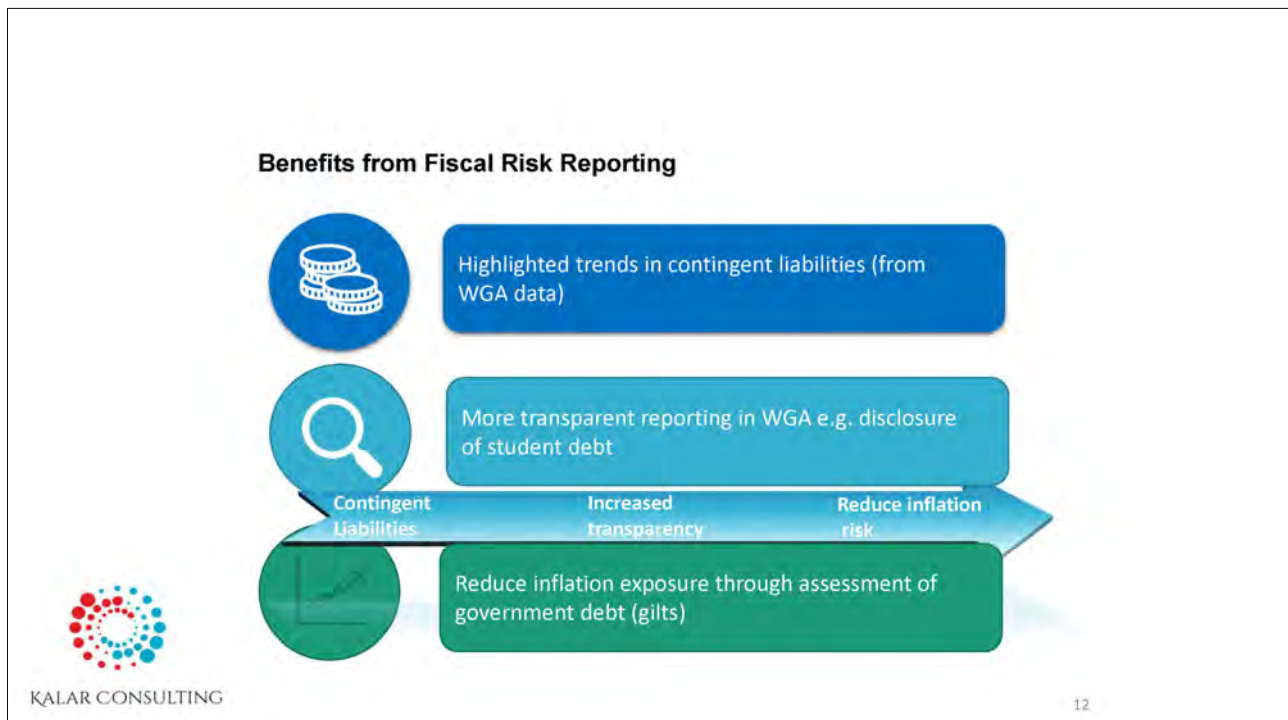 Benefits from Fiscal Risk Reporting
Highlighted trends in contingent liabilities (from
WGA data)
More transparent reporting in WGA e.g. disclosure
of student debt
Contingent
Liabilities
Increased
transparency
Reduce inflation
risk
Reduce inflation exposure through assessment of
government debt (gilts)
KALAR CONSULTING
12